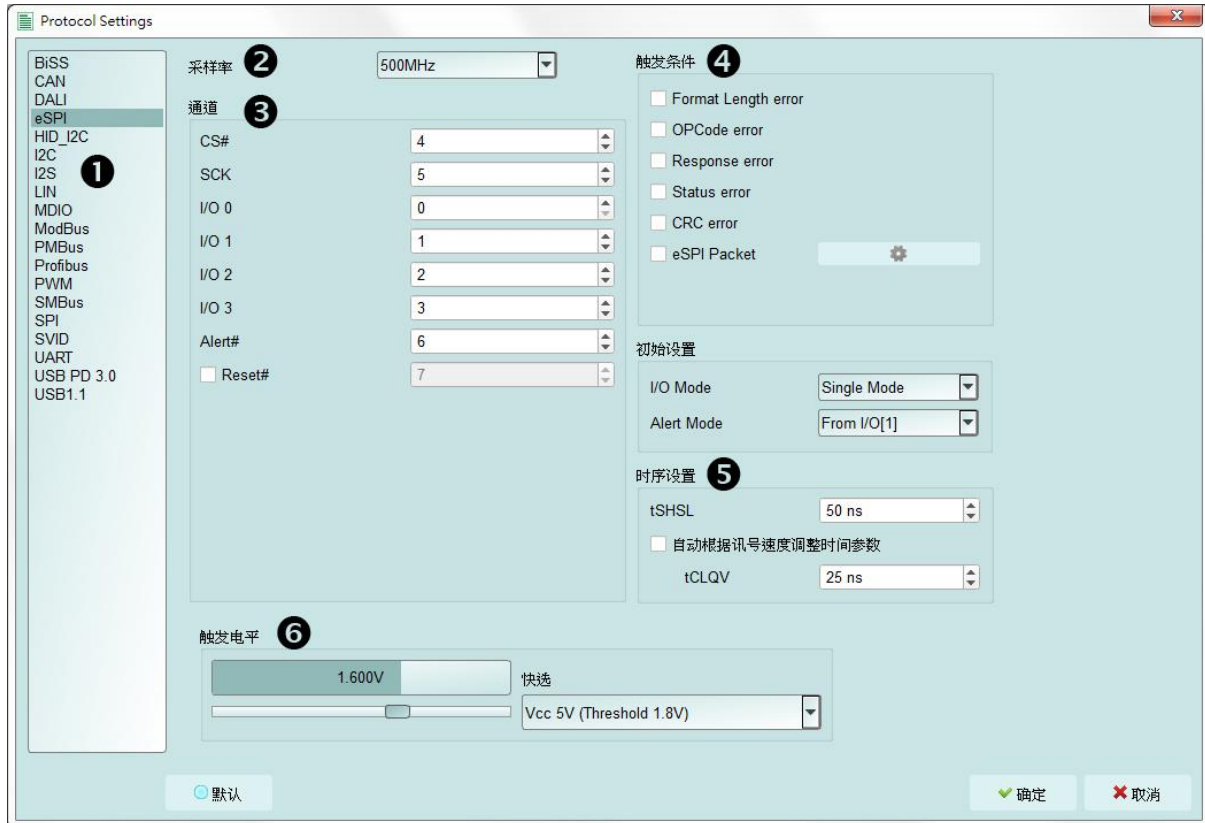 Protocol Settings
BiSS
CAN
DALI
eSPI
HID_I2C
I2C
I2S
LIN
MDIO
ModBus
PMBus
Profibus
PWM
SMBus
SPI
SVID
UART
USB PD 3.0
USB1.1
❶
采样率 ❷ 500MHz
通道 ❸
CS# 4
SCK 5
I/O 0 0
I/O 1 1
I/O 2 2
I/O 3 3
Alert# 6
Reset# 7
触发条件 ❹
Format Length error
OPCode error
Response error
Status error
CRC error
eSPI Packet
初始设置
I/O Mode Single Mode
Alert Mode From I/O[1]
时序设置 ❺
tSHSL 50 ns
自动根据讯号速度调整时间参数
tCLQV 25 ns
触发电平 ❻
1.600V
快选
Vcc 5V (Threshold 1.8V)
默认
确定
取消